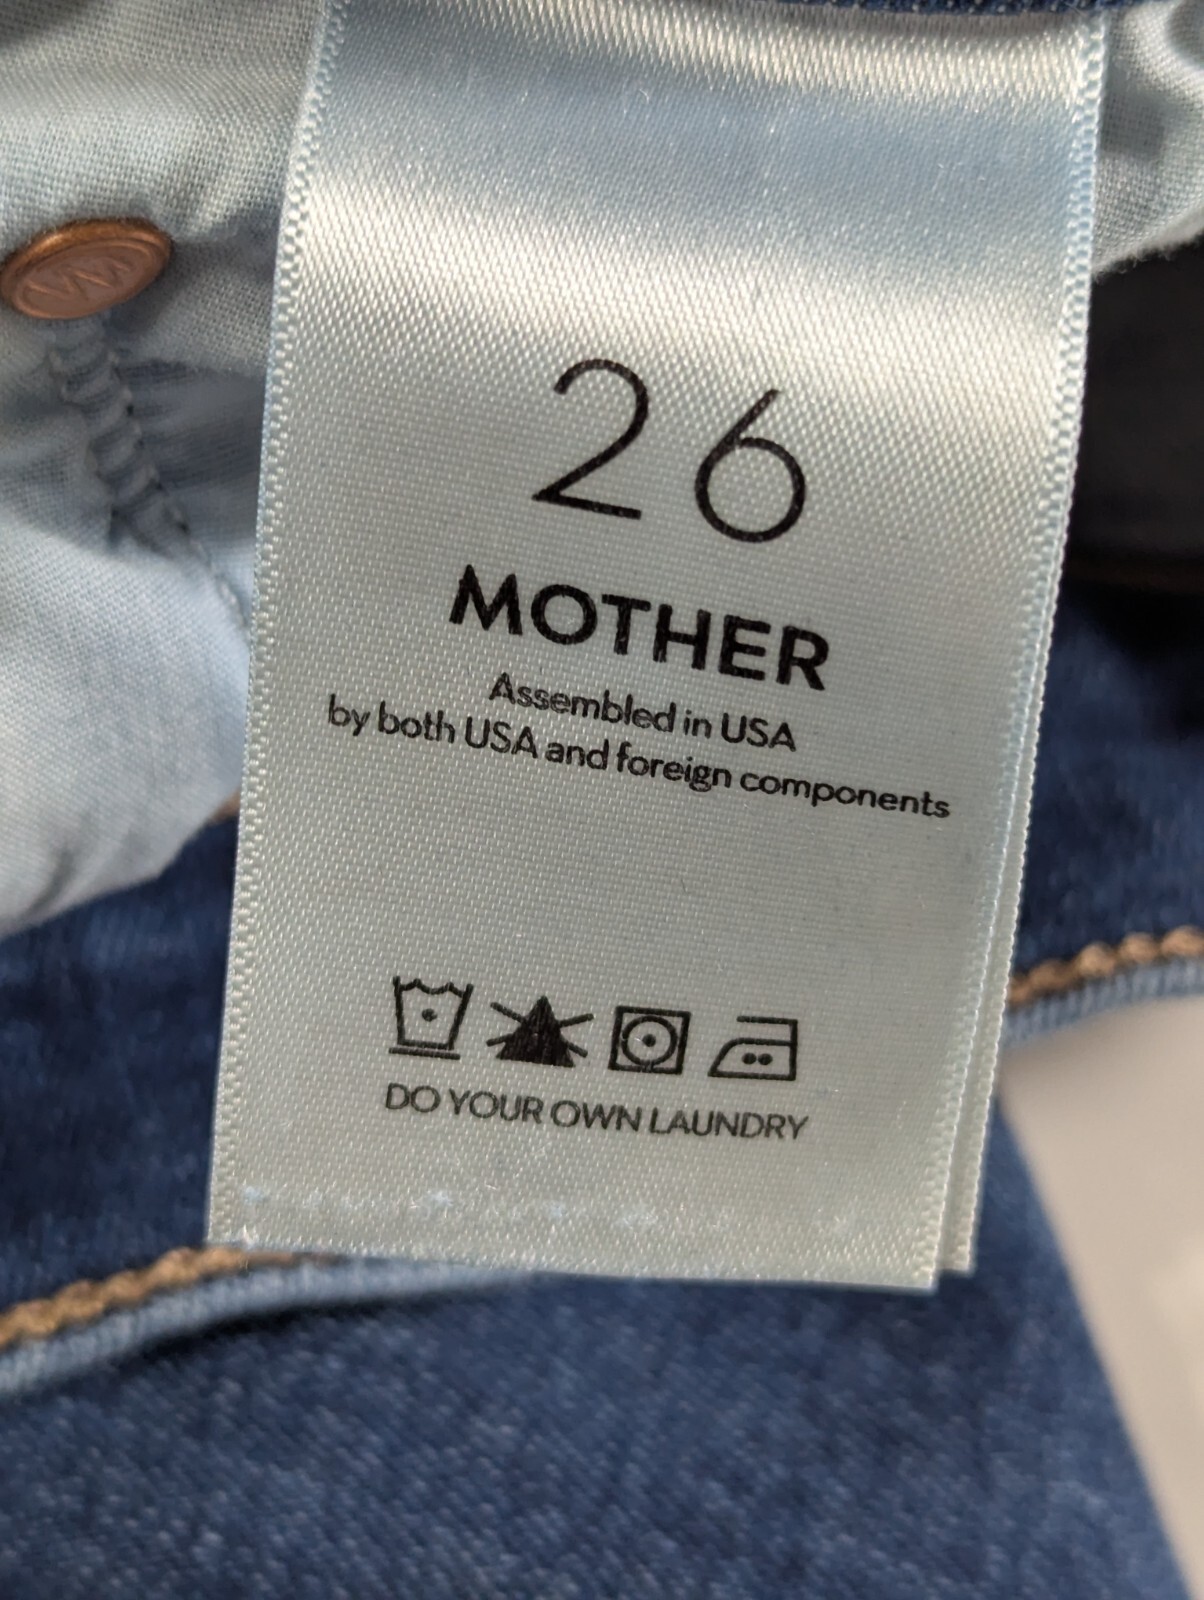 26
MOTHER
Assembled in USA
by both USA and foreign components
DO YOUR OWN LAUNDRY